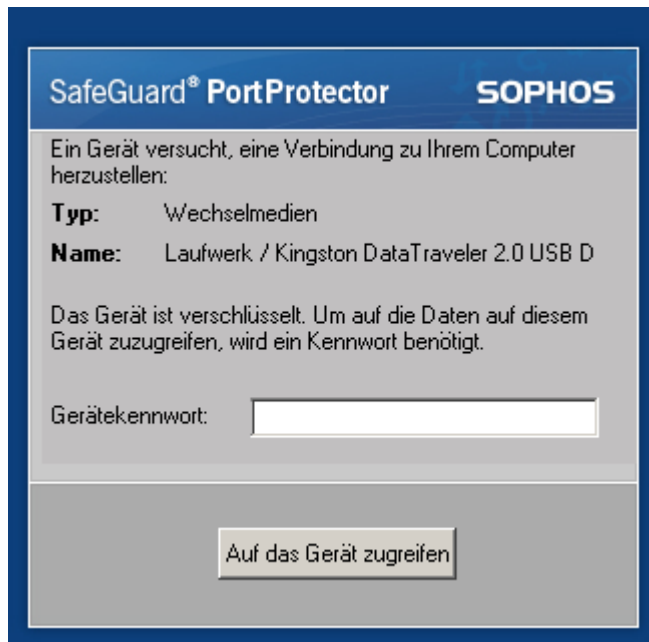 SafeGuard® PortProtector SOPHOS
Ein Gerät versucht, eine Verbindung zu Ihrem Computer
herzustellen:
Typ: Wechselmedien
Name: Laufwerk / Kingston DataTraveler 2.0 USB D
Das Gerät ist verschlüsselt. Um auf die Daten auf diesem
Gerät zuzugreifen, wird ein Kennwort benötigt.
Gerätekennwort:
Auf das Gerät zugreifen